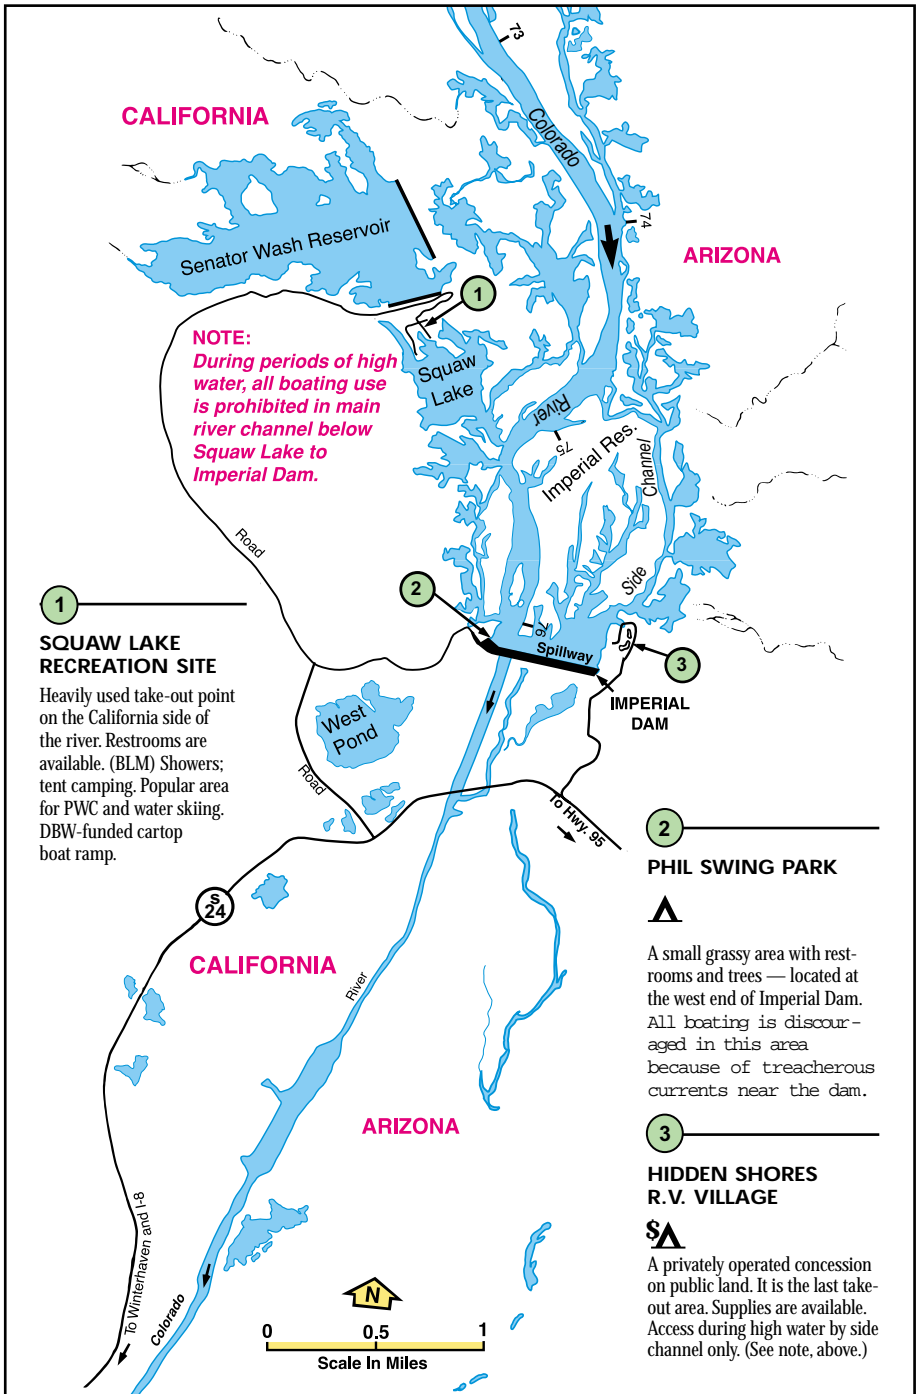 73
CALIFORNIA
Colorado
74
Senator Wash Reservoir
ARIZONA
1
NOTE:
During periods of high
water, all boating use
is prohibited in main
river channel below
Squaw Lake to
Imperial Dam.
Squaw
Lake
River
75
Imperial Res.
Channel
Road
Side
2
76
Spillway
3
IMPERIAL
DAM
1
SQUAW LAKE
RECREATION SITE
Heavily used take-out point
on the California side of
the river. Restrooms are
available. (BLM) Showers;
tent camping. Popular area
for PWC and water skiing.
DBW-funded cartop
boat ramp.
West
Pond
Road
To Hwy. 95
S
24
CALIFORNIA
River
ARIZONA
2
PHIL SWING PARK
A small grassy area with rest-
rooms and trees — located at
the west end of Imperial Dam.
All boating is discour-
aged in this area
because of treacherous
currents near the dam.
3
HIDDEN SHORES
R.V. VILLAGE
$
A privately operated concession
on public land. It is the last take-
out area. Supplies are available.
Access during high water by side
channel only. (See note, above.)
To Winterhaven and I-8
Colorado
N
0 0.5 1
Scale In Miles